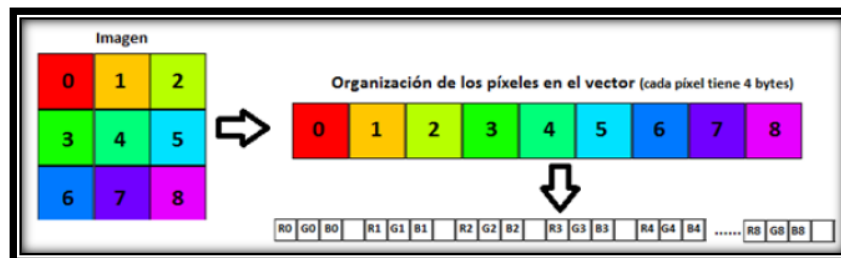 Imagen
0 1 2
3 4 5
6 7 8
Organización de los píxeles en el vector (cada píxel tiene 4 bytes)
0 1 2 3 4 5 6 7 8
R0 G0 B0 R1 G1 B1 R2 G2 B2 R3 G3 B3 R4 G4 B4 ...... R8 G8 B8